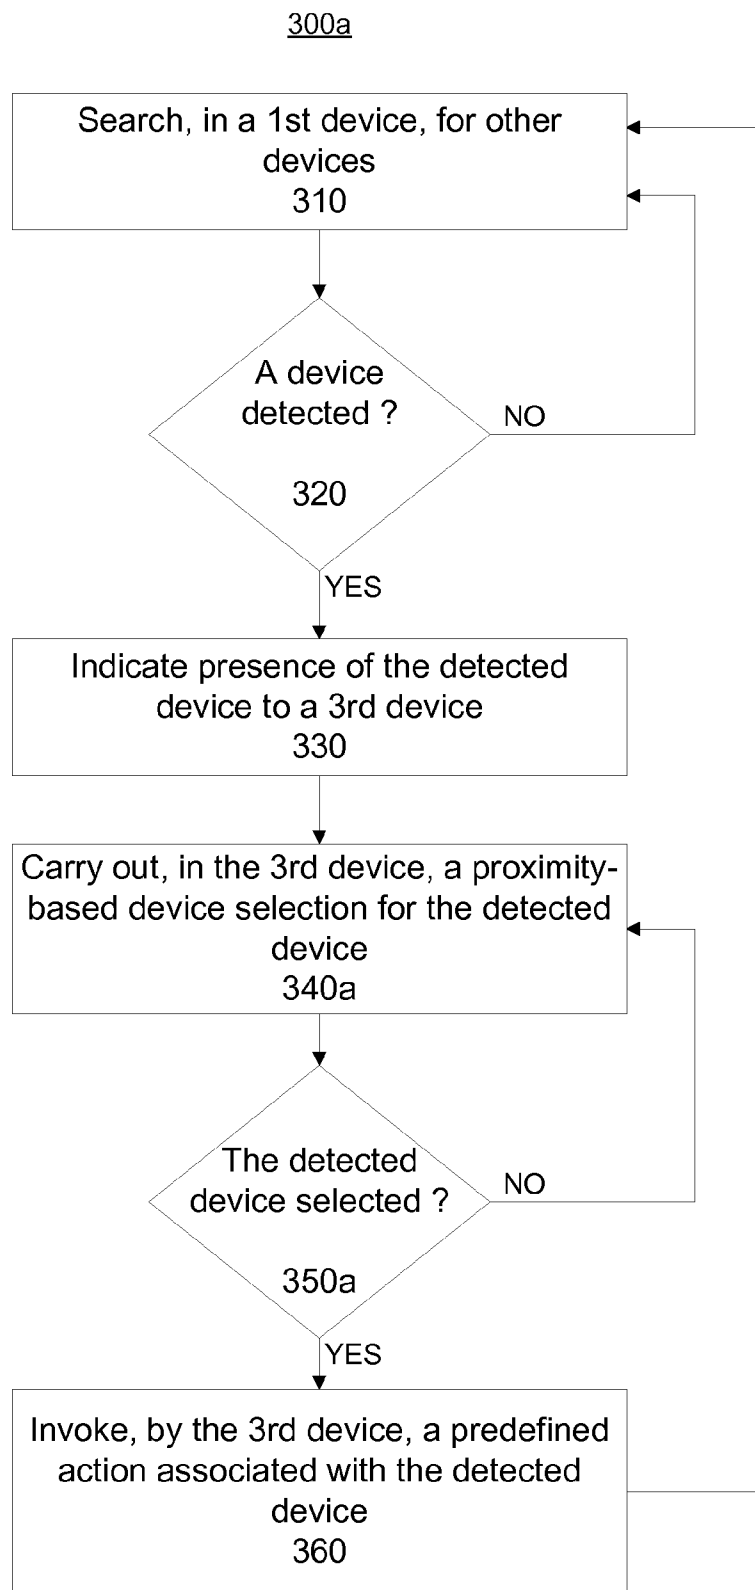 300a
Search, in a 1st device, for other
devices
310
A device
detected ?
NO
320
YES
Indicate presence of the detected
device to a 3rd device
330
Carry out, in the 3rd device, a proximity-
based device selection for the detected
device
340a
The detected
device selected ?
NO
350a
YES
Invoke, by the 3rd device, a predefined
action associated with the detected
device
360